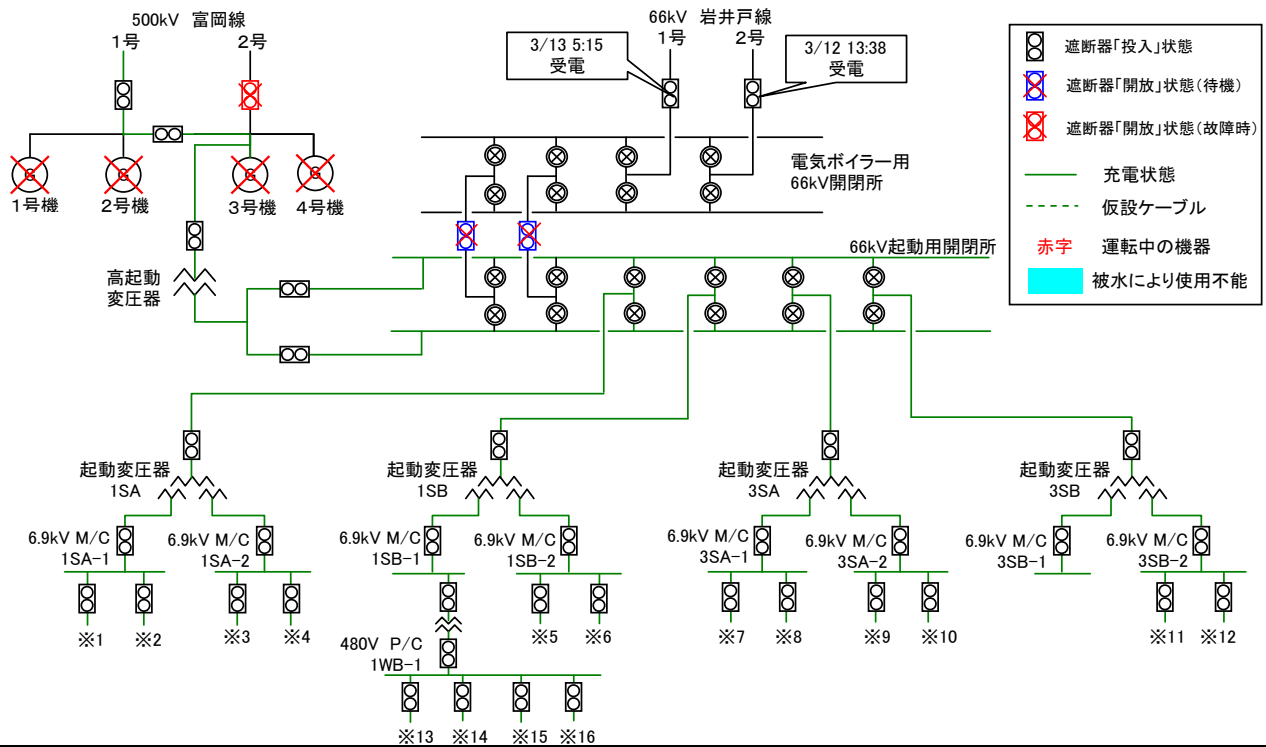 500kV 富岡線
1号
2号
G
G
G
G
1号機
2号機
3号機
4号機
66kV 岩井戸線
1号
2号
3/13 5:15
受電
3/12 13:38
受電
電気ボイラー用
66kV開閉所
66kV起動用開閉所
高起動
変圧器
遮断器「投入」状態
遮断器「開放」状態(待機)
遮断器「開放」状態(故障時)
充電状態
仮設ケーブル
赤字 運転中の機器
被水により使用不能
起動変圧器
1SA
起動変圧器
1SB
起動変圧器
3SA
起動変圧器
3SB
6.9kV M/C
1SA-1
6.9kV M/C
1SA-2
6.9kV M/C
1SB-1
6.9kV M/C
1SB-2
6.9kV M/C
3SA-1
6.9kV M/C
3SA-2
6.9kV M/C
3SB-1
6.9kV M/C
3SB-2
※1
※2
※3
※4
※5
※6
※7
※8
※9
※10
※11
※12
480V P/C
1WB-1
※13
※14
※15
※16